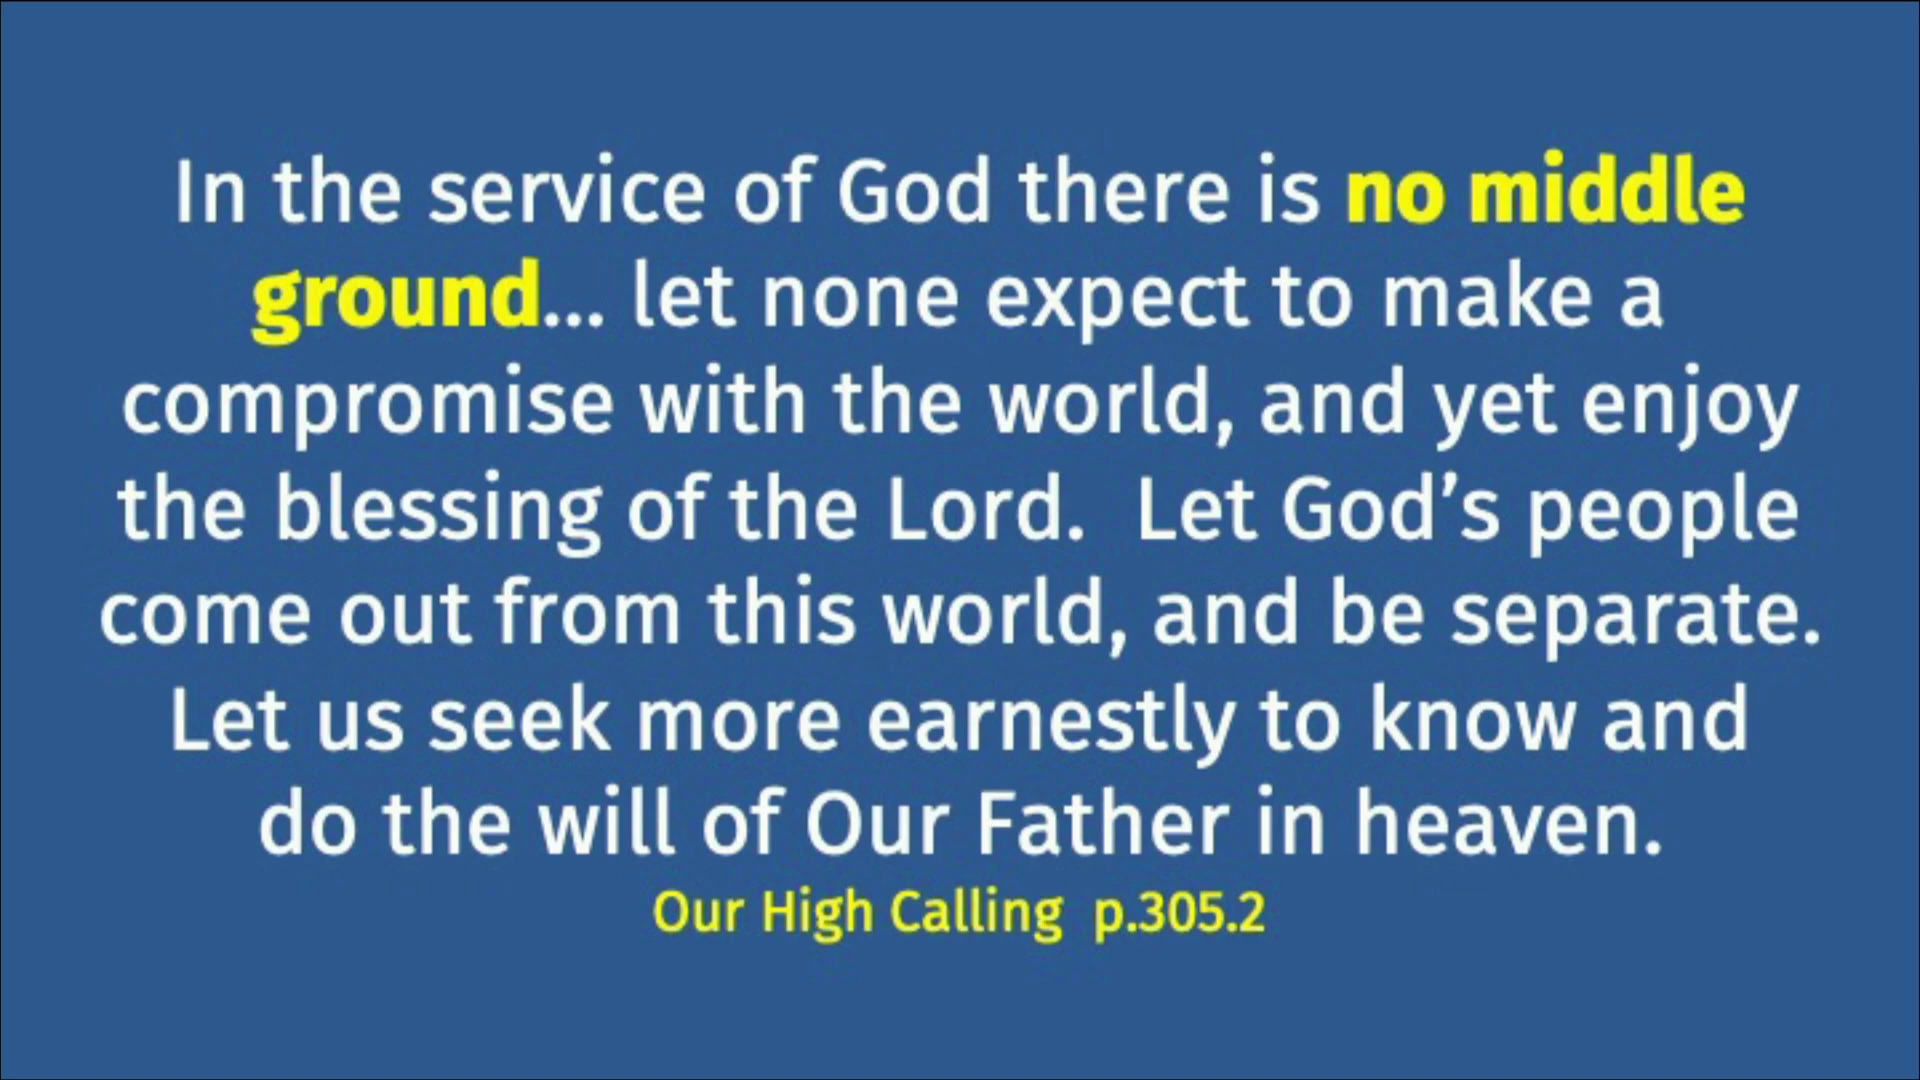 In the service of God there is no middle
ground... let none expect to make a
compromise with the world, and yet enjoy
the blessing of the Lord.  Let God’s people
come out from this world, and be separate.
Let us seek more earnestly to know and
do the will of Our Father in heaven.
Our High Calling  p.305.2